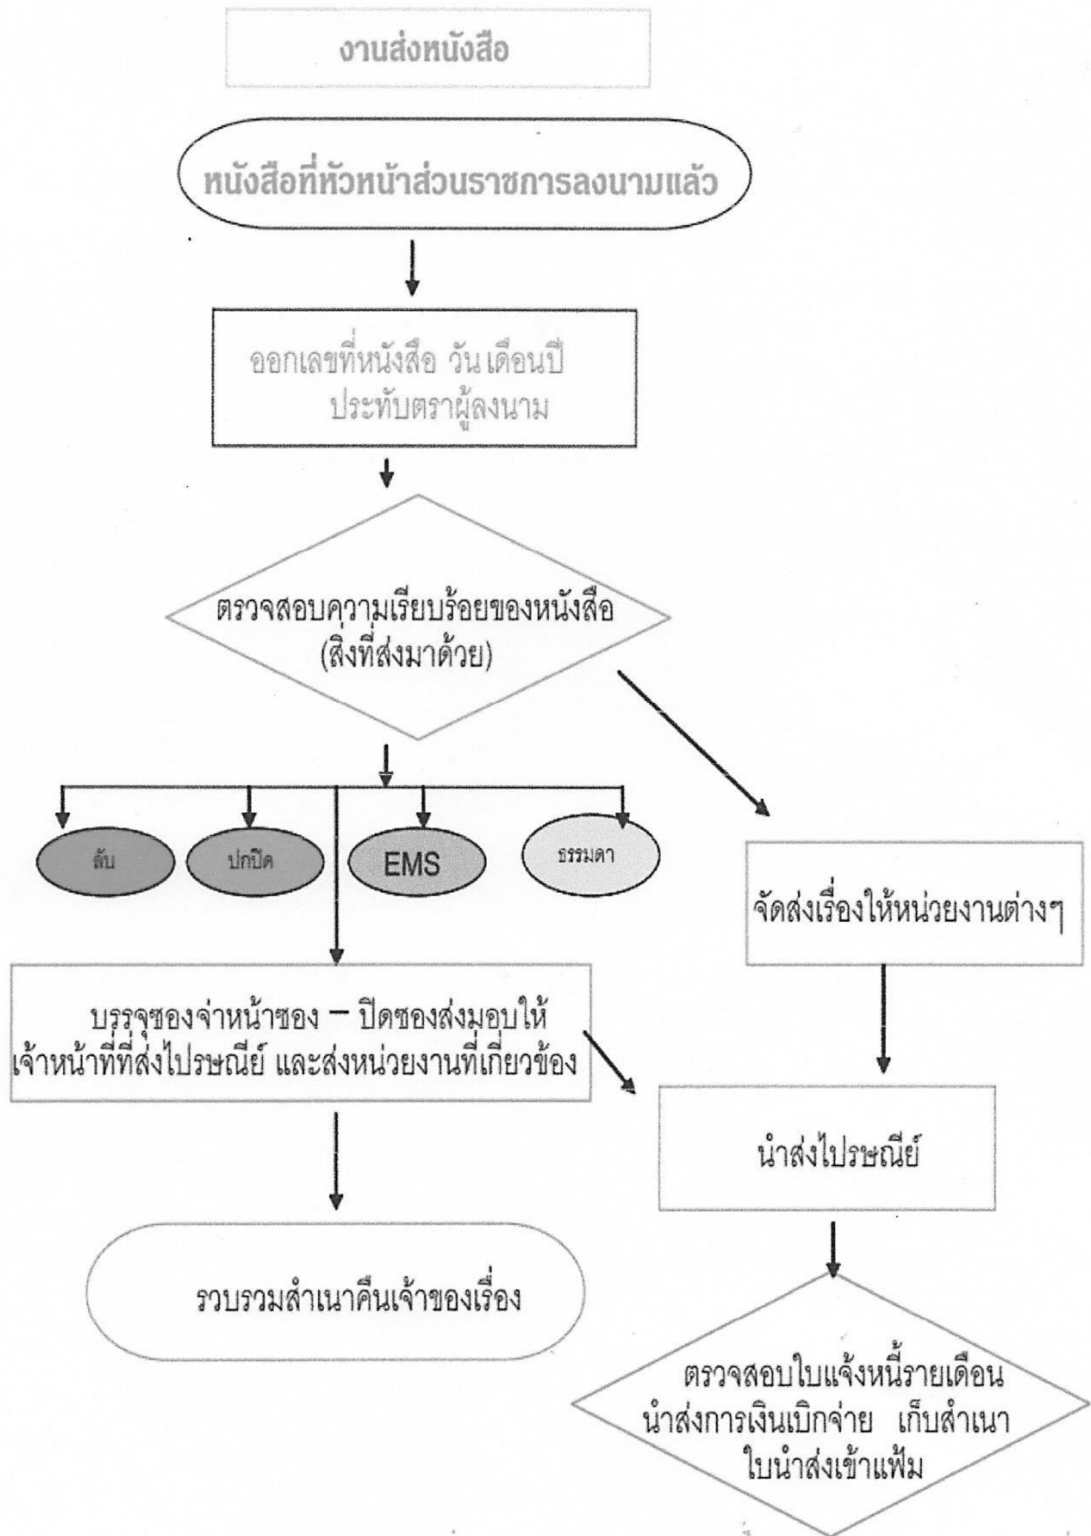 งานส่งหนังสือ
หนังสือที่หัวหน้าส่วนราชการลงนามแล้ว
ออกเลขที่หนังสือ วัน เดือนปี
ประทับตราผู้ลงนาม
ตรวจสอบความเรียบร้อยของหนังสือ
(สิ่งที่ส่งมาด้วย)
ลับ
ปกปิด
EMS
ธรรมดา
จัดส่งเรื่องให้หน่วยงานต่างๆ
บรรจุซองจ่าหน้าซอง – ปิดซองส่งมอบให้
เจ้าหน้าที่ที่ส่งไปรษณีย์ และส่งหน่วยงานที่เกี่ยวข้อง
นำส่งไปรษณีย์
รวบรวมสำเนาคืนเจ้าของเรื่อง
ตรวจสอบใบแจ้งหนี้รายเดือน
นำส่งการเงินเบิกจ่าย เก็บสำเนา
ใบนำส่งเข้าแฟ้ม